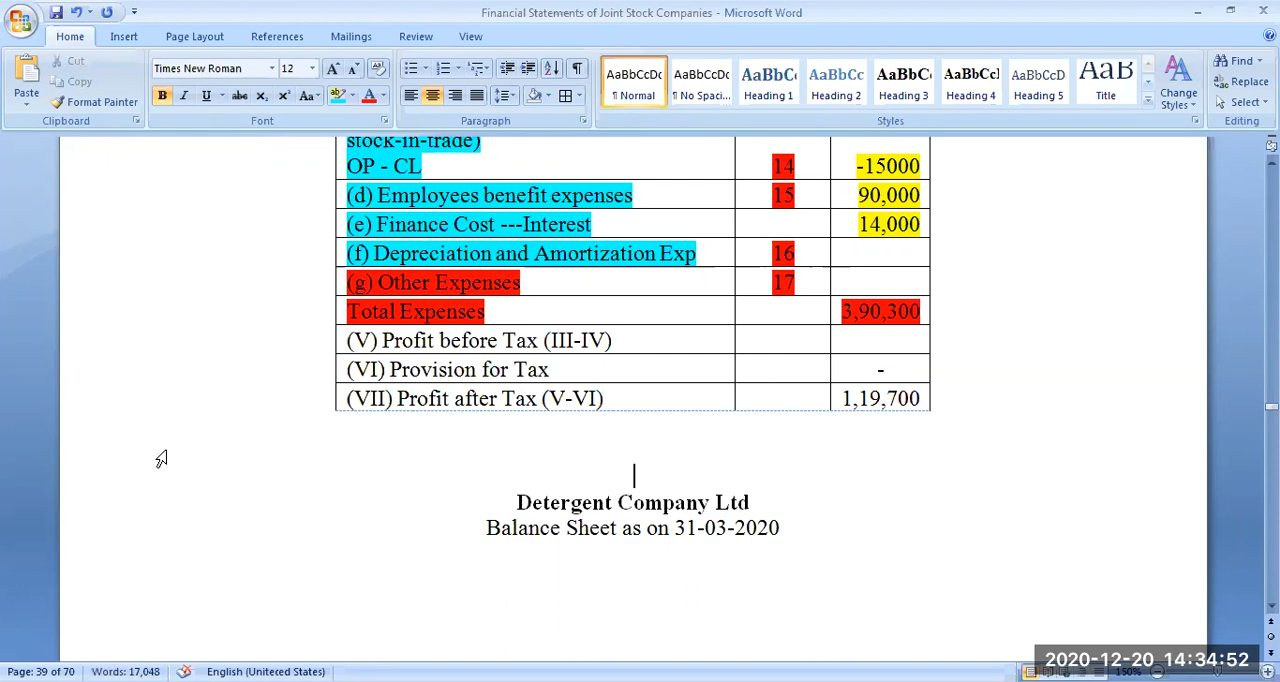 Financial Statements of Joint Stock Companies - Microsoft Word
Home Insert Page Layout References Mailings Review View
Paste
Cut
Copy
Format Painter
Clipboard
Times New Roman 12
Font
Paragraph
AaBbCcDc AaBbCcDc AaBbC AaBbCc AaBbCc AaBbCcI AaBbCcD AaB
¶ Normal ¶ No Spaci... Heading 1 Heading 2 Heading 3 Heading 4 Heading 5 Title
Change Styles
Styles
Find
Replace
Select
Editing
stock-in-trade)
OP - CL 14 -15000
(d) Employees benefit expenses 15 90,000
(e) Finance Cost ---Interest 14,000
(f) Depreciation and Amortization Exp 16
(g) Other Expenses 17
Total Expenses 3,90,300
(V) Profit before Tax (III-IV)
(VI) Provision for Tax -
(VII) Profit after Tax (V-VI) 1,19,700
Detergent Company Ltd
Balance Sheet as on 31-03-2020
Page: 39 of 70 Words: 17,048 English (Unitered States) 150%
2020-12-20 14:34:52